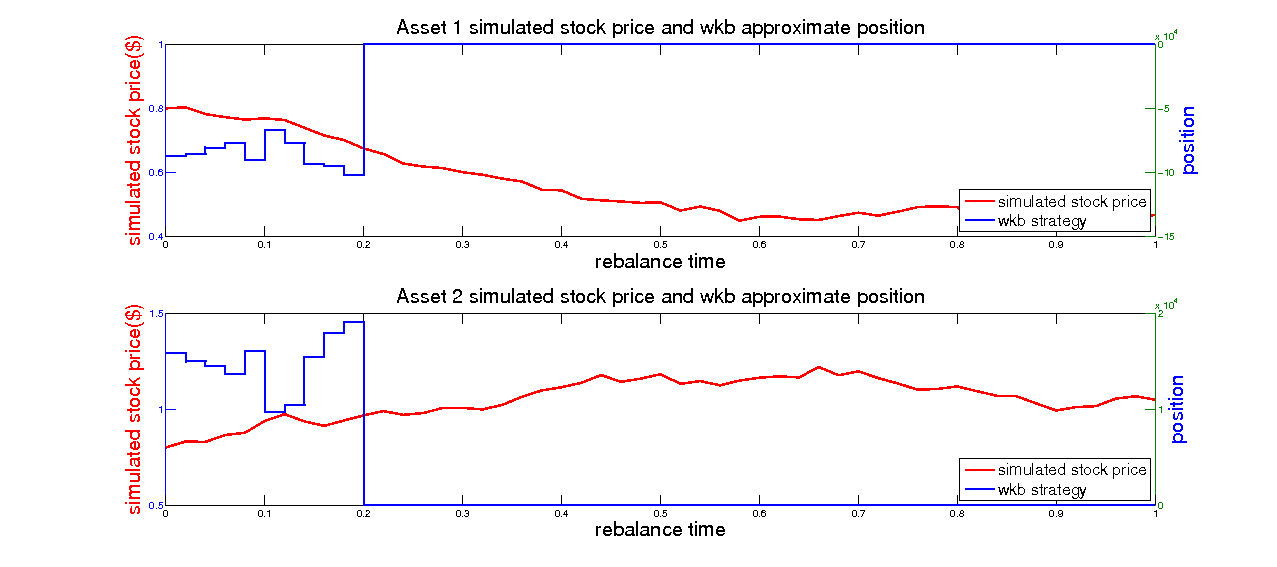 Asset 1 simulated stock price and wkb approximate position
simulated stock price($)
1
0.8
0.6
0.4
x 10^4
0
-5
-10
-15
position
simulated stock price
wkb strategy
0 0.1 0.2 0.3 0.4 0.5 0.6 0.7 0.8 0.9 1
rebalance time
Asset 2 simulated stock price and wkb approximate position
simulated stock price($)
1.5
1
0.5
x 10^4
2
1
0
position
simulated stock price
wkb strategy
0 0.1 0.2 0.3 0.4 0.5 0.6 0.7 0.8 0.9 1
rebalance time